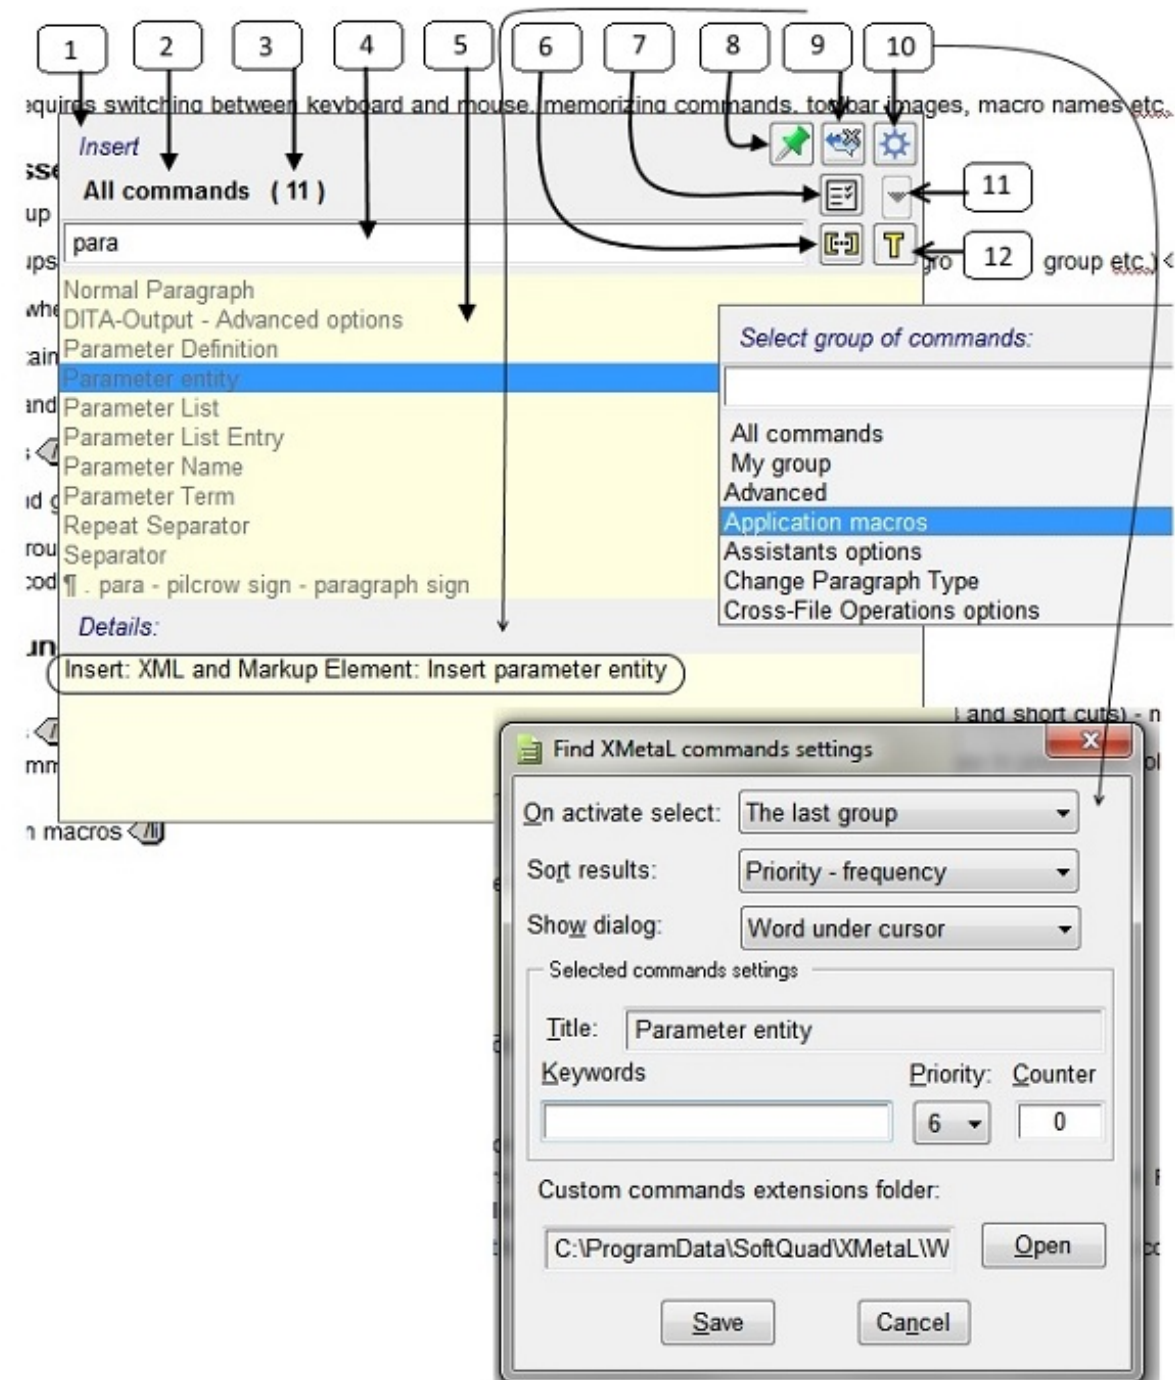 1 2 3 4 5 6 7 8 9 10
equires switching between keyboard and mouse, memorizing commands, toolbar images, macro names etc.
Insert
All commands ( 11 )
11
up
para
12
group etc.)
Normal Paragraph
DITA-Output - Advanced options
Parameter Definition
Parameter entity
Parameter List
Parameter List Entry
Parameter Name
Parameter Term
Repeat Separator
Separator
¶ . para - pilcrow sign - paragraph sign
Select group of commands:
All commands
My group
Advanced
Application macros
Assistants options
Change Paragraph Type
Cross-File Operations options
Details:
Insert: XML and Markup Element: Insert parameter entity
and short cuts) - n
n macros
Find XMetaL commands settings
On activate select: The last group
Sort results: Priority - frequency
Show dialog: Word under cursor
Selected commands settings
Title: Parameter entity
Keywords Priority: Counter
6 0
Custom commands extensions folder:
C:\ProgramData\SoftQuad\XMetaL\W Open
Save Cancel